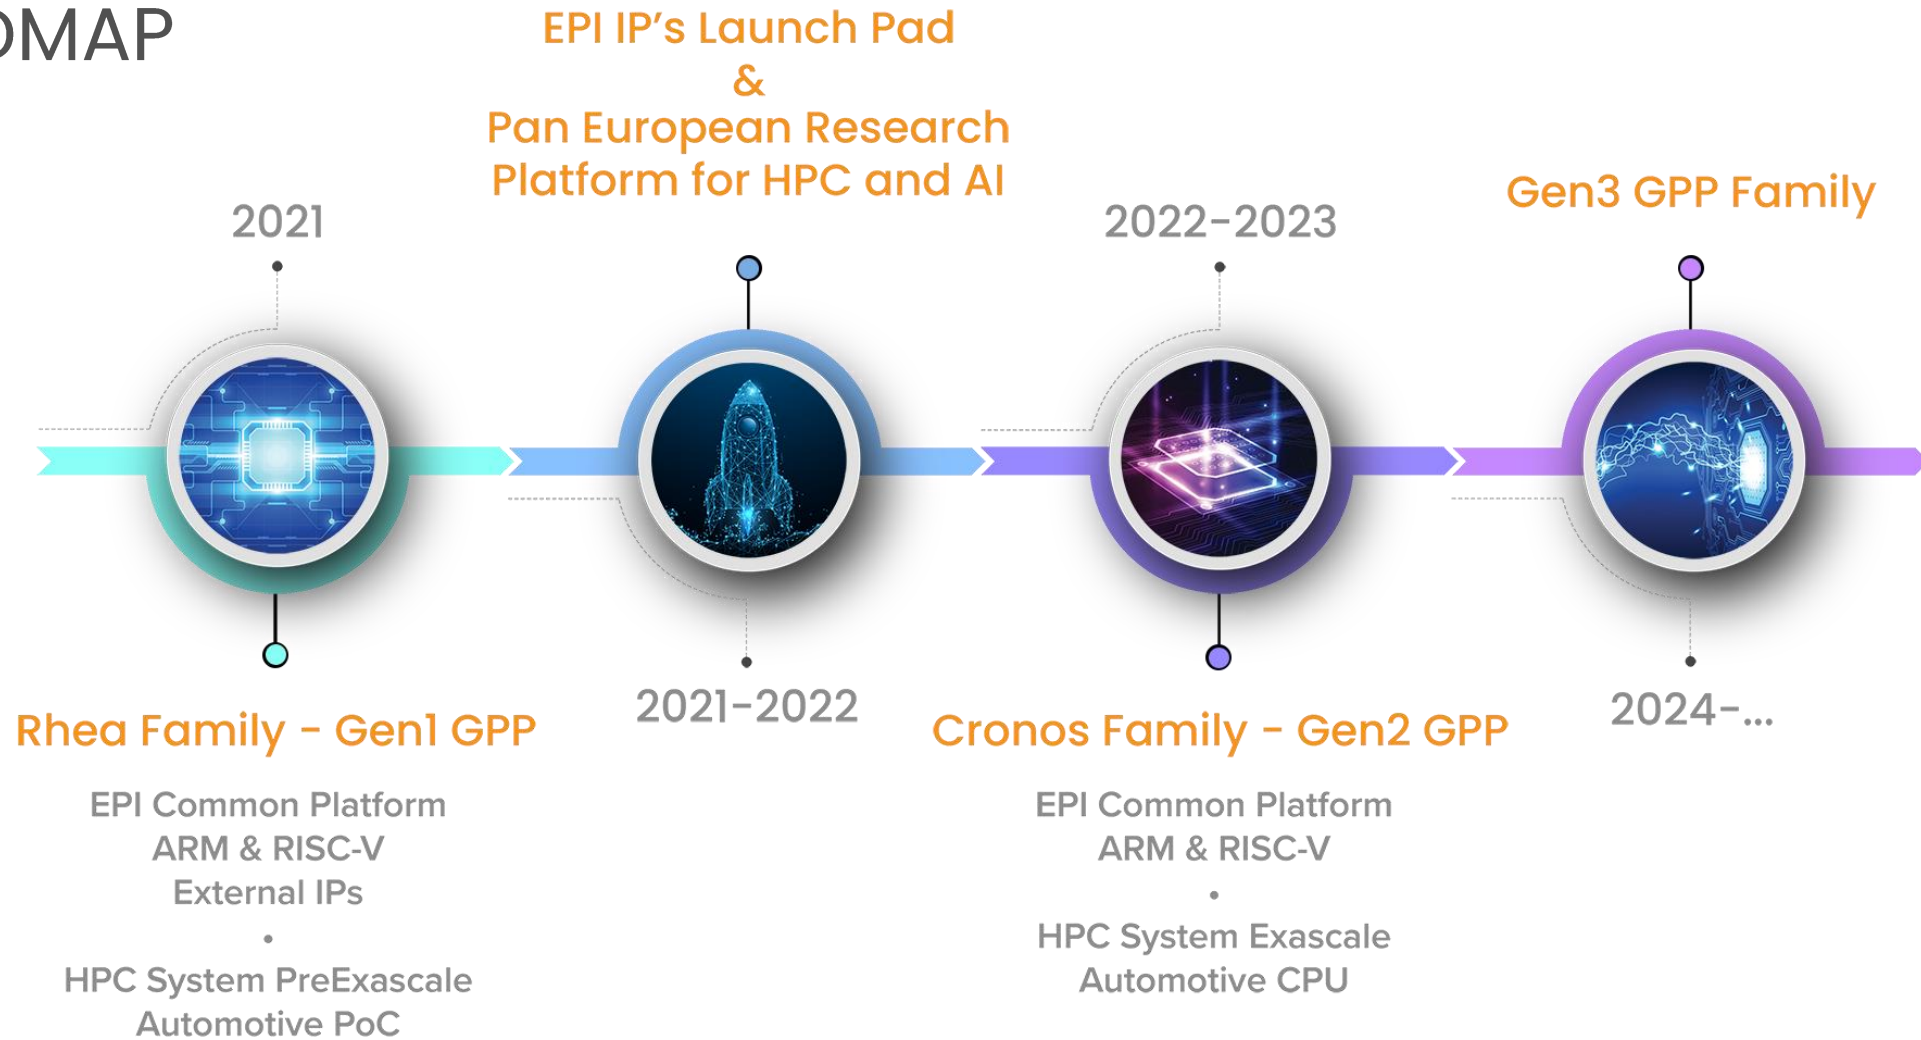 2021
Rhea Family - Gen1 GPP
EPI Common Platform
ARM & RISC-V
External IPs
•
HPC System PreExascale
Automotive PoC
EPI IP's Launch Pad
&
Pan European Research
Platform for HPC and AI
2021-2022
2022-2023
Cronos Family - Gen2 GPP
EPI Common Platform
ARM & RISC-V
•
HPC System Exascale
Automotive CPU
Gen3 GPP Family
2024-...